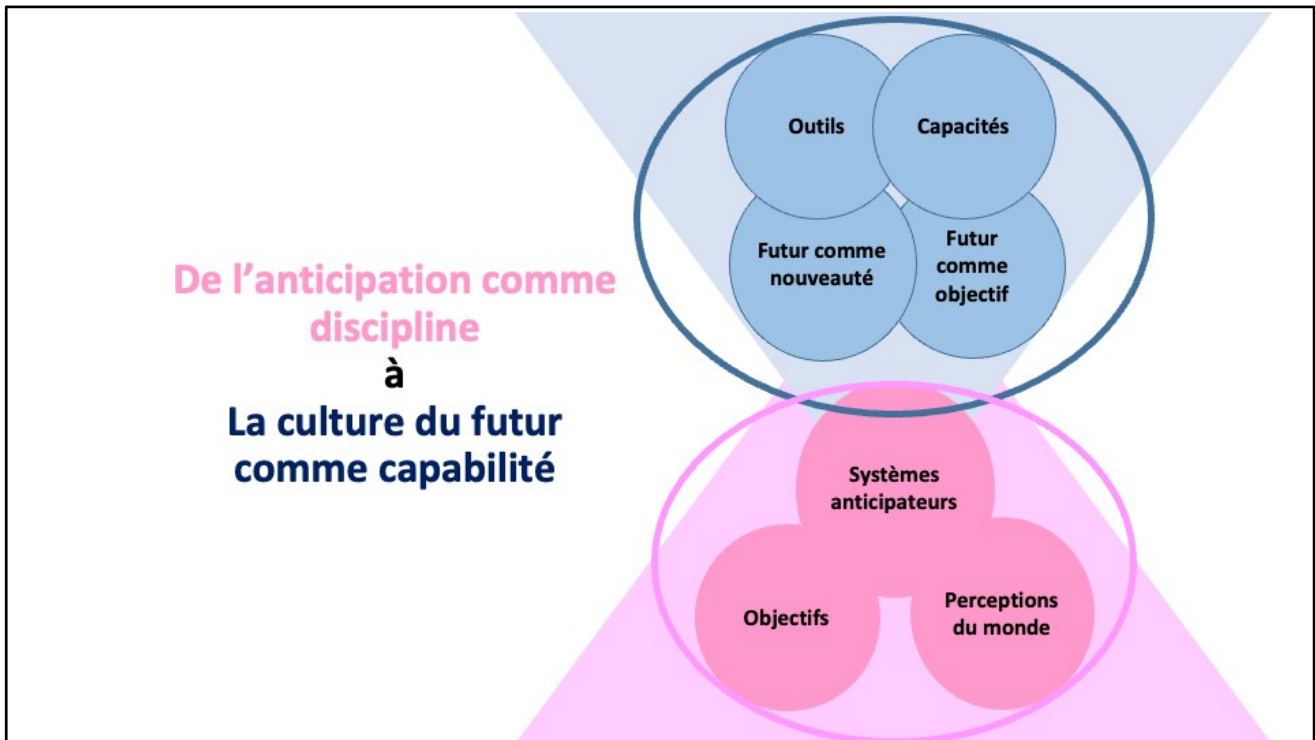 De l’anticipation comme
discipline
à
La culture du futur
comme capabilité
Outils
Capacités
Futur comme
nouveauté
Futur
comme
objectif
Systèmes
anticipateurs
Objectifs
Perceptions
du monde